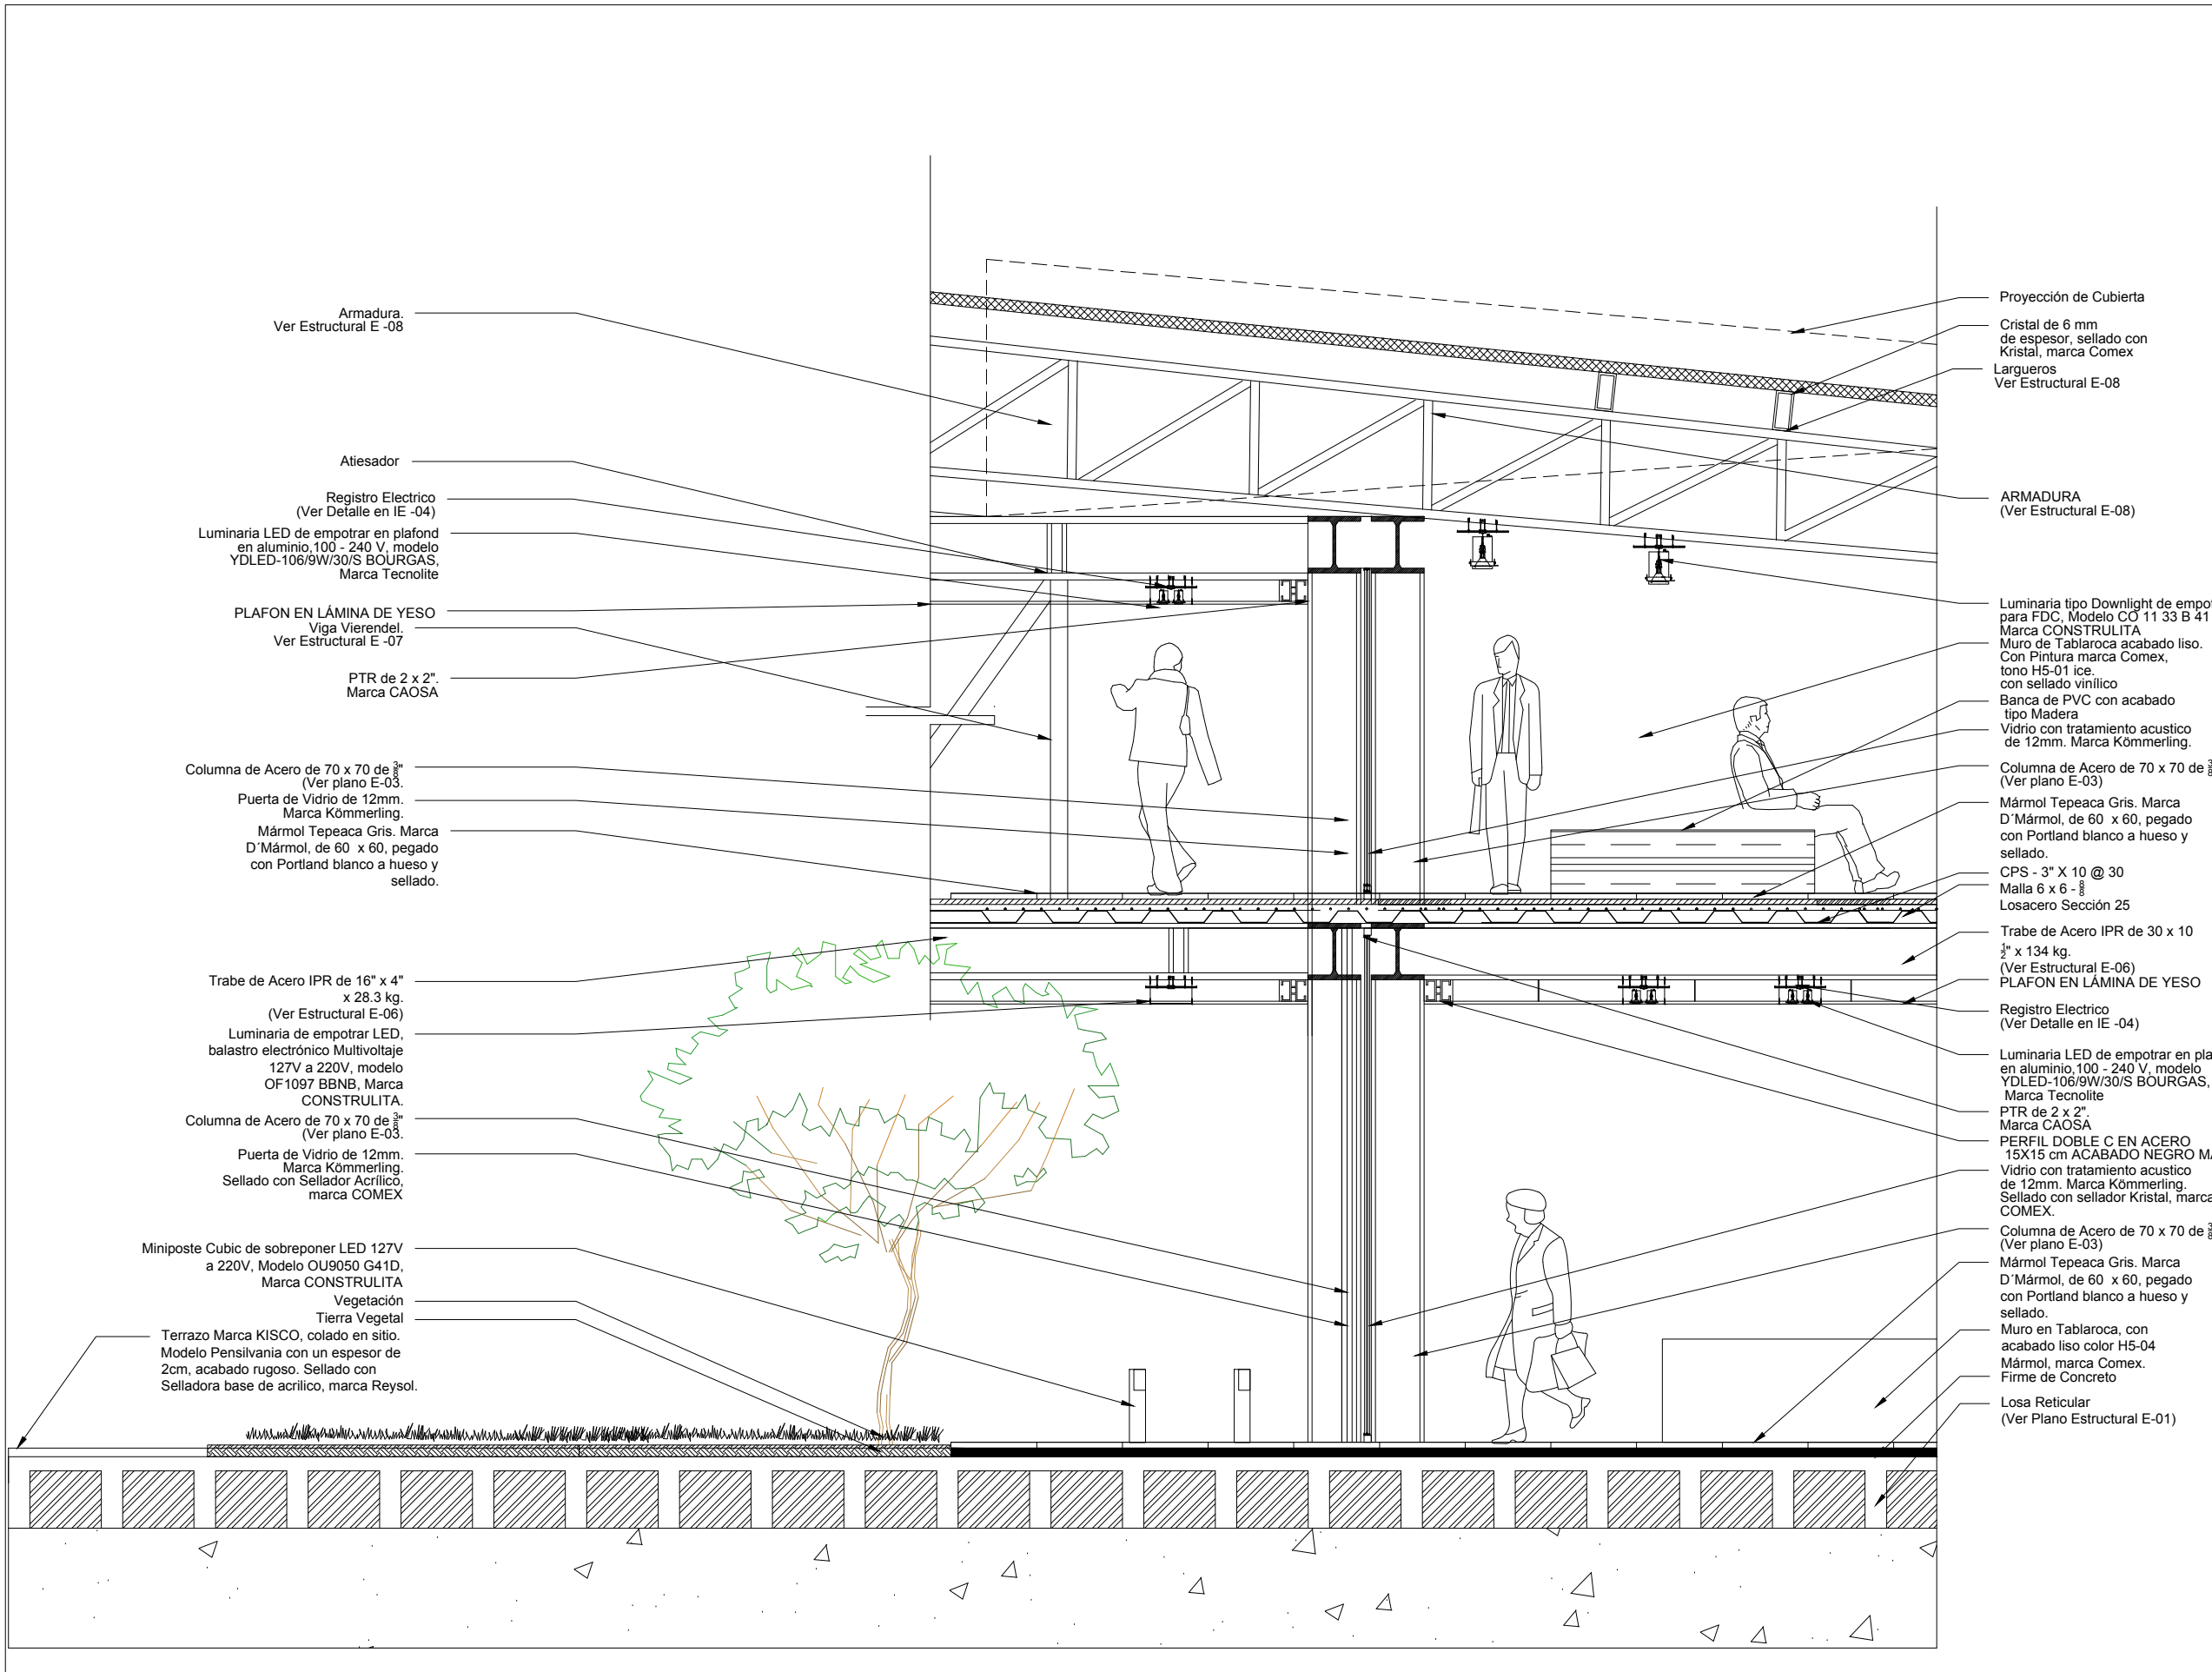 Armadura.
Ver Estructural E -08
Atiesador
Registro Electrico
(Ver Detalle en IE -04)
Luminaria LED de empotrar en plafond
en aluminio,100 - 240 V, modelo
YDLED-106/9W/30/S BOURGAS,
Marca Tecnolite
PLAFON EN LÁMINA DE YESO
Viga Vierendel.
Ver Estructural E -07
PTR de 2 x 2".
Marca CAOSA
Columna de Acero de 70 x 70 de 3/8"
(Ver plano E-03.
Puerta de Vidrio de 12mm.
Marca Kömmerling.
Mármol Tepeaca Gris. Marca
D´Mármol, de 60 x 60, pegado
con Portland blanco a hueso y
sellado.
Trabe de Acero IPR de 16" x 4"
x 28.3 kg.
(Ver Estructural E-06)
Luminaria de empotrar LED,
balastro electrónico Multivoltaje
127V a 220V, modelo
OF1097 BBNB, Marca
CONSTRULITA.
Columna de Acero de 70 x 70 de 3/8"
(Ver plano E-03.
Puerta de Vidrio de 12mm.
Marca Kömmerling.
Sellado con Sellador Acrílico,
marca COMEX
Miniposte Cubic de sobreponer LED 127V
a 220V, Modelo OU9050 G41D,
Marca CONSTRULITA
Vegetación
Tierra Vegetal
Terrazo Marca KISCO, colado en sitio.
Modelo Pensilvania con un espesor de
2cm, acabado rugoso. Sellado con
Selladora base de acrilico, marca Reysol.
Proyección de Cubierta
Cristal de 6 mm
de espesor, sellado con
Kristal, marca Comex
Largueros
Ver Estructural E-08
ARMADURA
(Ver Estructural E-08)
Luminaria tipo Downlight de empo
para FDC, Modelo CO 11 33 B 41
Marca CONSTRULITA
Muro de Tablaroca acabado liso.
Con Pintura marca Comex,
tono H5-01 ice.
con sellado vinílico
Banca de PVC con acabado
tipo Madera
Vidrio con tratamiento acustico
de 12mm. Marca Kömmerling.
Columna de Acero de 70 x 70 de
(Ver plano E-03)
Mármol Tepeaca Gris. Marca
D´Mármol, de 60 x 60, pegado
con Portland blanco a hueso y
sellado.
CPS - 3" X 10 @ 30
Malla 6 x 6 - 8/8
Losacero Sección 25
Trabe de Acero IPR de 30 x 10
1/2" x 134 kg.
(Ver Estructural E-06)
PLAFON EN LÁMINA DE YESO
Registro Electrico
(Ver Detalle en IE -04)
Luminaria LED de empotrar en pla
en aluminio,100 - 240 V, modelo
YDLED-106/9W/30/S BOURGAS,
Marca Tecnolite
PTR de 2 x 2".
Marca CAOSA
PERFIL DOBLE C EN ACERO
15X15 cm ACABADO NEGRO MA
Vidrio con tratamiento acustico
de 12mm. Marca Kömmerling.
Sellado con sellador Kristal, marca
COMEX.
Columna de Acero de 70 x 70 de
(Ver plano E-03)
Mármol Tepeaca Gris. Marca
D´Mármol, de 60 x 60, pegado
con Portland blanco a hueso y
sellado.
Muro en Tablaroca, con
acabado liso color H5-04
Mármol, marca Comex.
Firme de Concreto
Losa Reticular
(Ver Plano Estructural E-01)